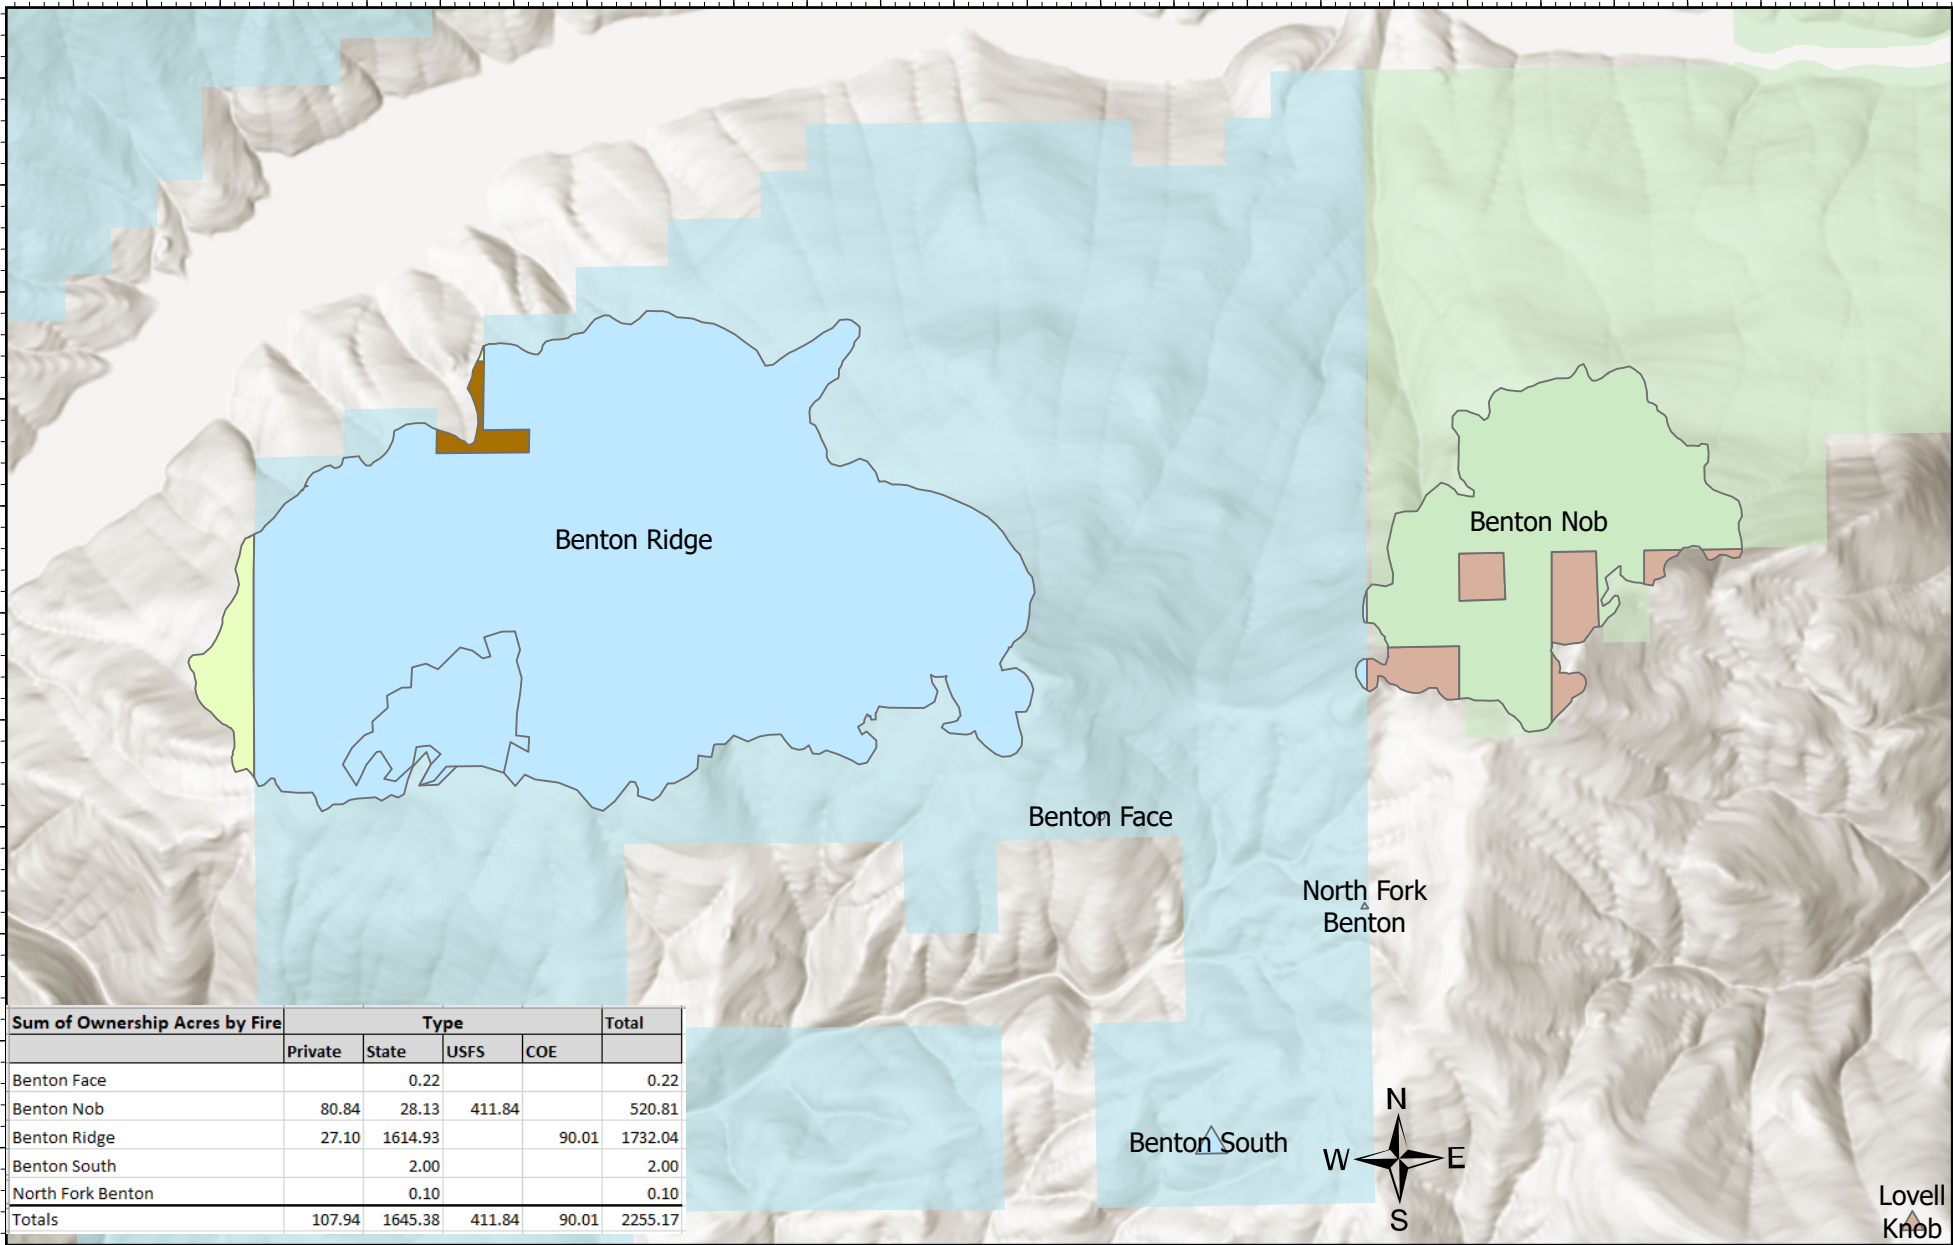 Benton Ridge
Benton Nob
Benton Face
North Fork
Benton
Benton South
N
W E
S
Lovell
Knob
Sum of Ownership Acres by Fire Type Total
Private State USFS COE
Benton Face 0.22 0.22
Benton Nob 80.84 28.13 411.84 520.81
Benton Ridge 27.10 1614.93 90.01 1732.04
Benton South 2.00 2.00
North Fork Benton 0.10 0.10
Totals 107.94 1645.38 411.84 90.01 2255.17